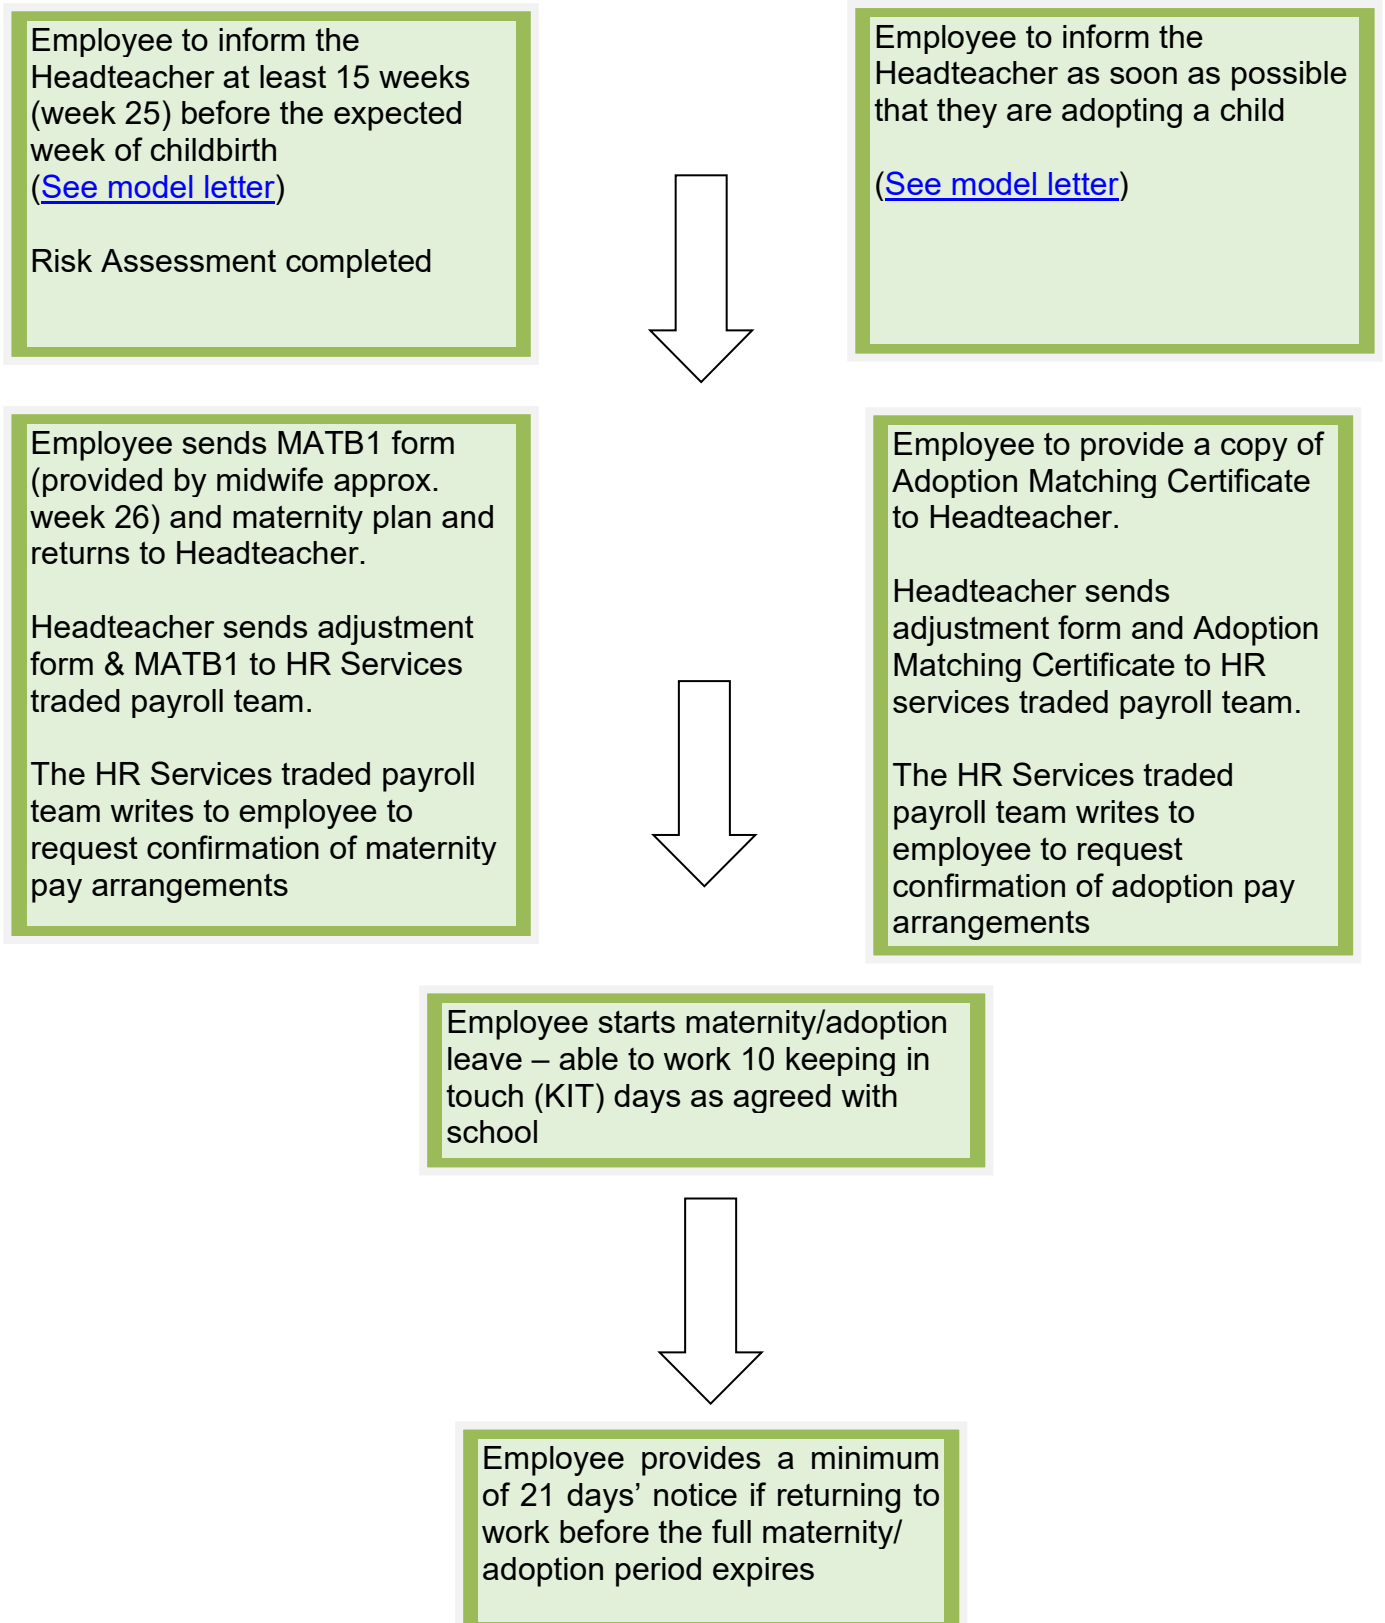 Employee to inform the
Headteacher at least 15 weeks
(week 25) before the expected
week of childbirth
(See model letter)
Risk Assessment completed
Employee to inform the
Headteacher as soon as possible
that they are adopting a child
(See model letter)
Employee sends MATB1 form
(provided by midwife approx.
week 26) and maternity plan and
returns to Headteacher.
Headteacher sends adjustment
form & MATB1 to HR Services
traded payroll team.
The HR Services traded payroll
team writes to employee to
request confirmation of maternity
pay arrangements
Employee to provide a copy of
Adoption Matching Certificate
to Headteacher.
Headteacher sends
adjustment form and Adoption
Matching Certificate to HR
services traded payroll team.
The HR Services traded
payroll team writes to
employee to request
confirmation of adoption pay
arrangements
Employee starts maternity/adoption
leave – able to work 10 keeping in
touch (KIT) days as agreed with
school
Employee provides a minimum
of 21 days’ notice if returning to
work before the full maternity/
adoption period expires